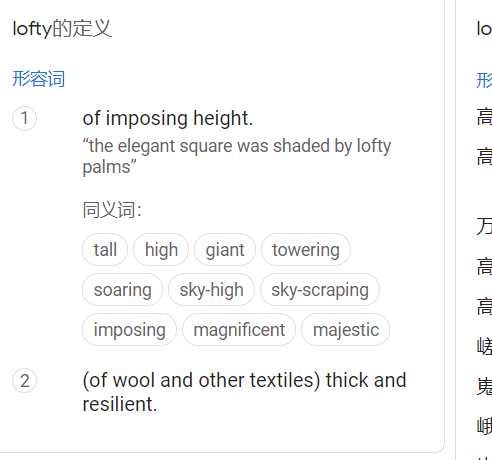 lofty的定义
形容词
1
of imposing height.
“the elegant square was shaded by lofty
palms”
同义词：
tall high giant towering
soaring sky-high sky-scraping
imposing magnificent majestic
2
(of wool and other textiles) thick and
resilient.
lo
形
高
高
万
高
高
嵯
嵬
峨